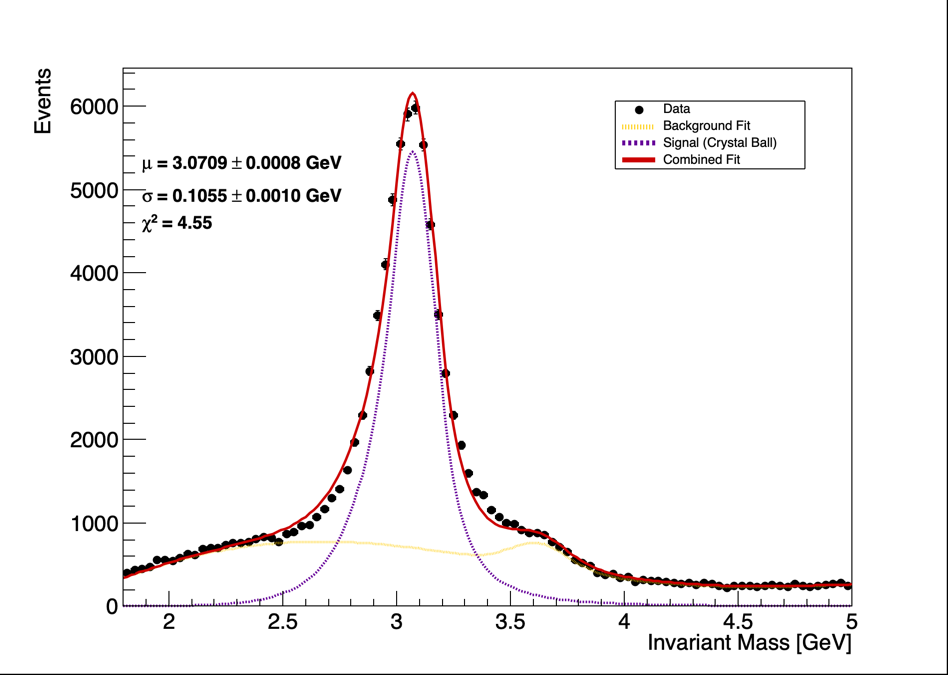 Events
6000
5000
4000
3000
2000
1000
0
μ = 3.0709 ± 0.0008 GeV
σ = 0.1055 ± 0.0010 GeV
χ² = 4.55
Data
Background Fit
Signal (Crystal Ball)
Combined Fit
2 2.5 3 3.5 4 4.5 5
Invariant Mass [GeV]